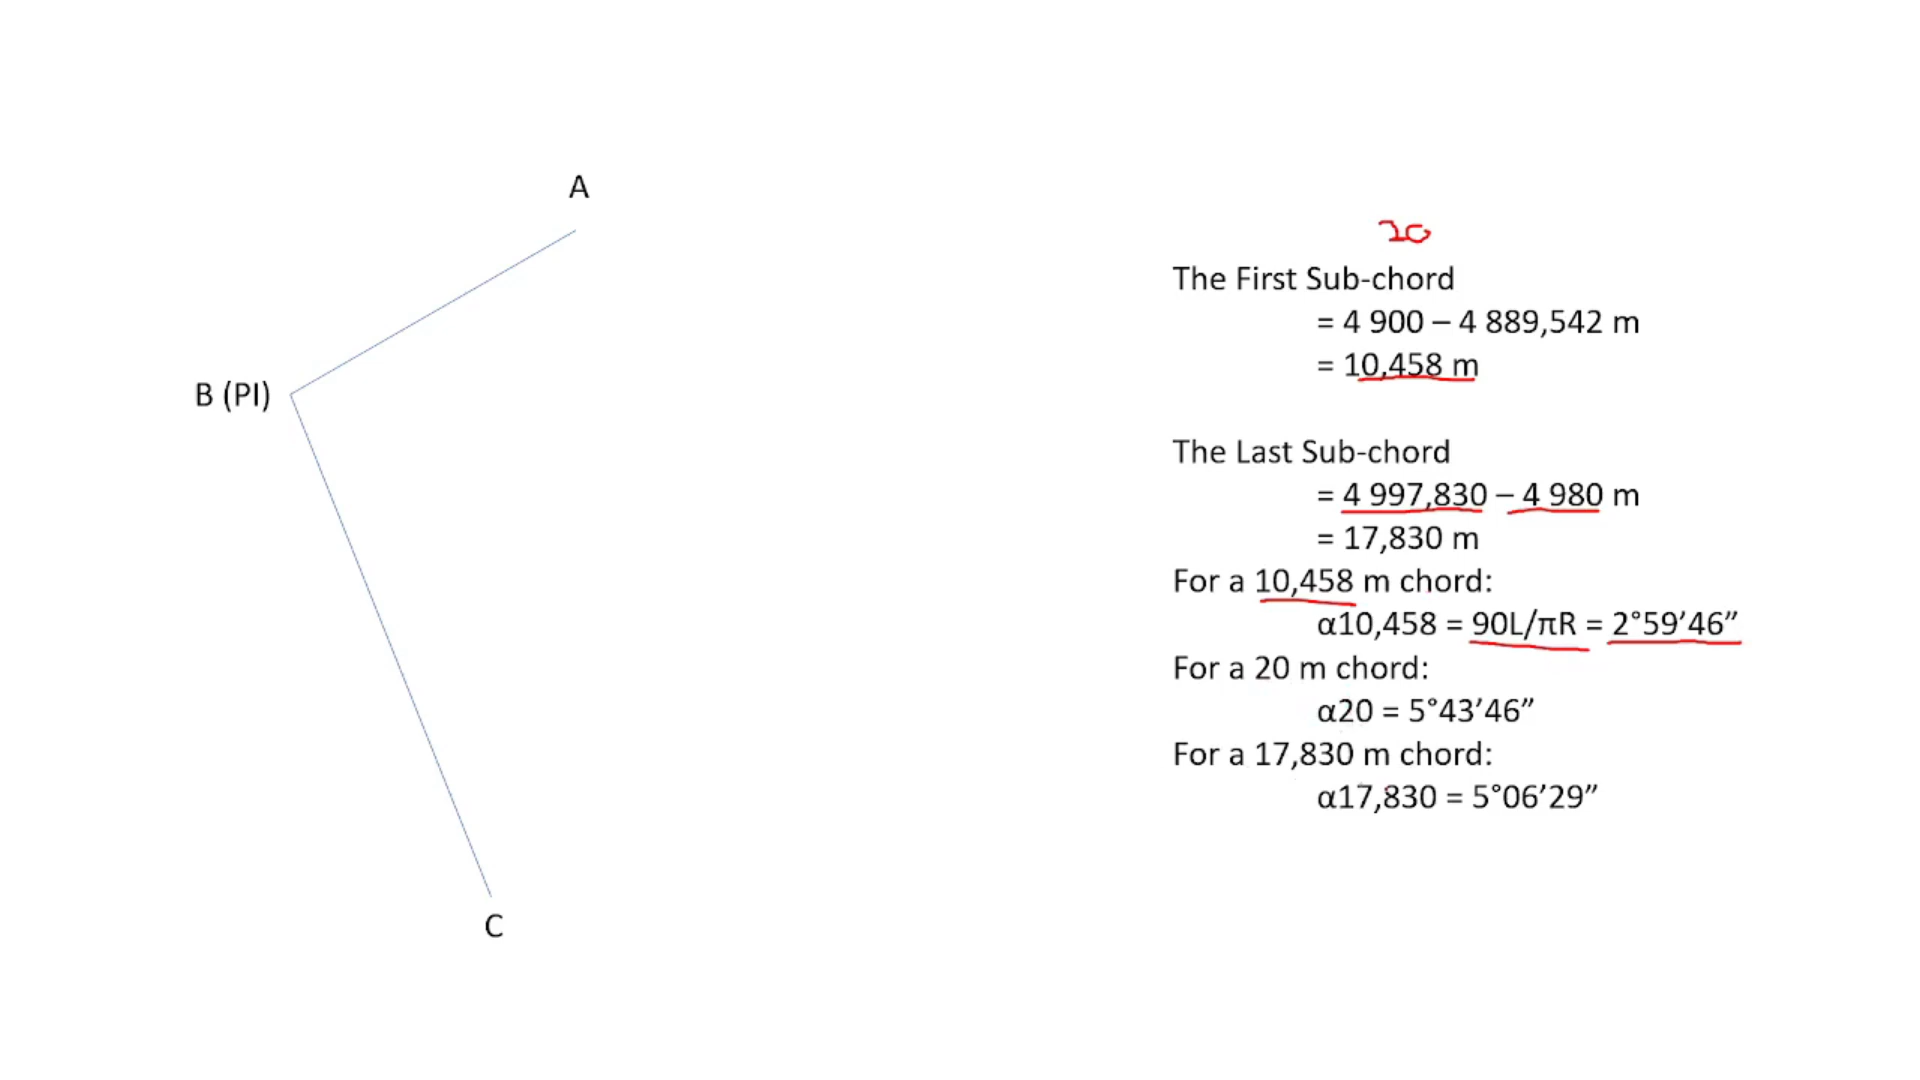 A
B (PI)
C
20
The First Sub-chord
= 4 900 – 4 889,542 m
= 10,458 m
The Last Sub-chord
= 4 997,830 – 4 980 m
= 17,830 m
For a 10,458 m chord:
α10,458 = 90L/πR = 2°59’46”
For a 20 m chord:
α20 = 5°43’46”
For a 17,830 m chord:
α17,830 = 5°06’29”